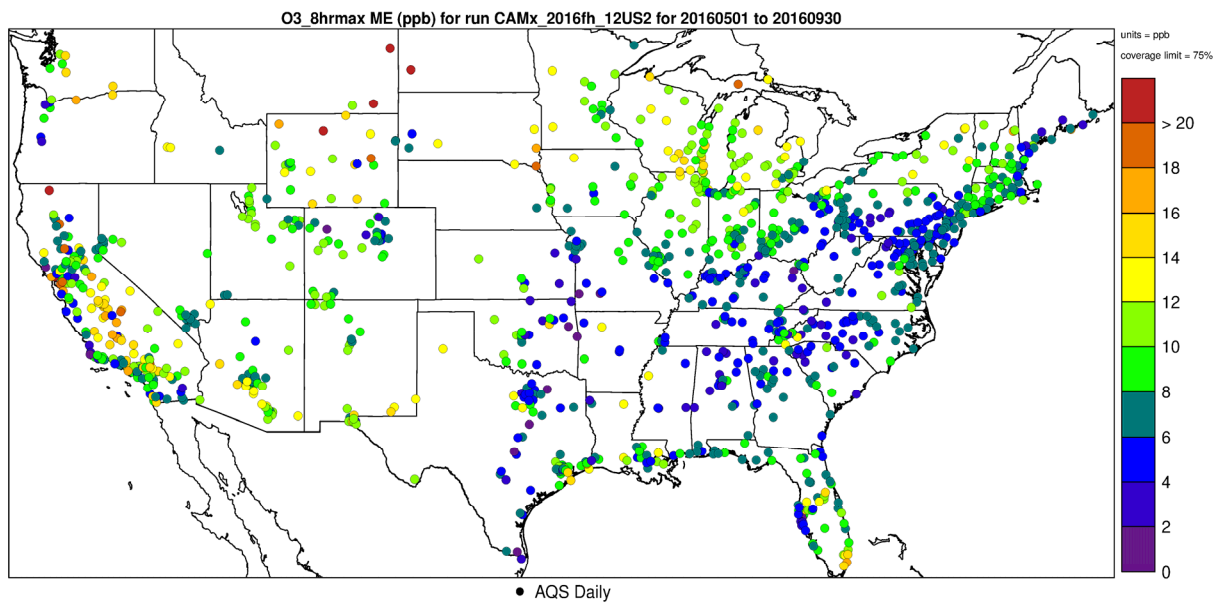 O3_8hrmax ME (ppb) for run CAMx_2016fh_12US2 for 20160501 to 20160930
units = ppb
coverage limit = 75%
> 20
18
16
14
12
10
8
6
4
2
0
AQS Daily